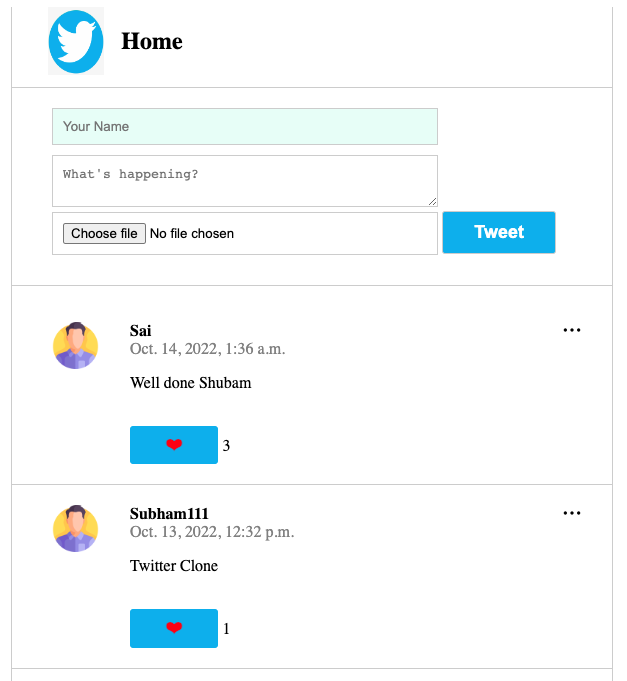 Home
Your Name
What's happening?
Choose file No file chosen
Tweet
Sai
Oct. 14, 2022, 1:36 a.m.
Well done Shubam
3
Subham111
Oct. 13, 2022, 12:32 p.m.
Twitter Clone
1